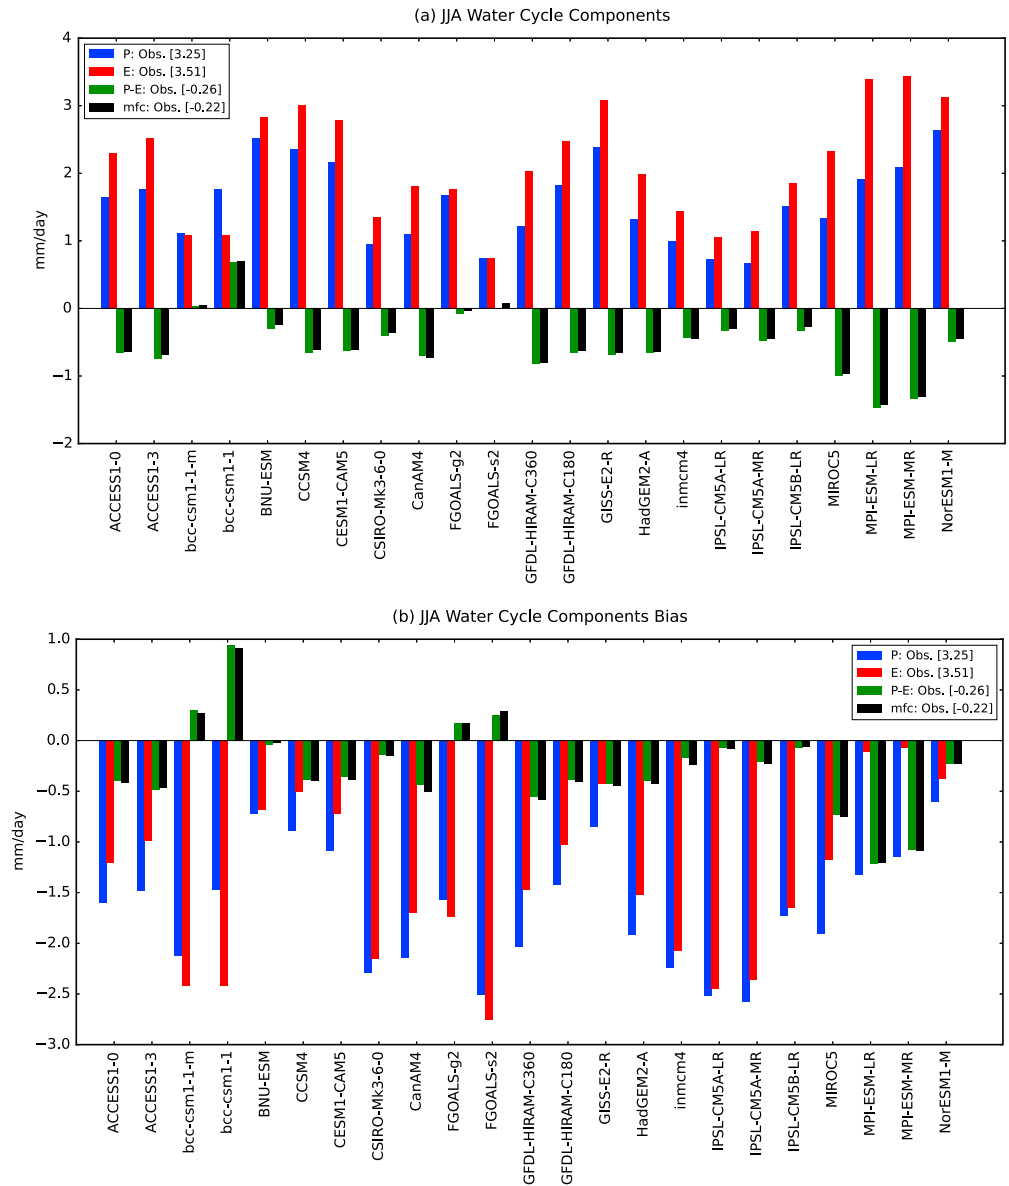 (a) JJA Water Cycle Components
4
3
2
1
0
−1
−2
mm/day
P: Obs. [3.25]
E: Obs. [3.51]
P-E: Obs. [-0.26]
mfc: Obs. [-0.22]
ACCESS1-0
ACCESS1-3
bcc-csm1-1-m
bcc-csm1-1
BNU-ESM
CCSM4
CESM1-CAM5
CSIRO-Mk3-6-0
CanAM4
FGOALS-g2
FGOALS-s2
GFDL-HIRAM-C360
GFDL-HIRAM-C180
GISS-E2-R
HadGEM2-A
inmcm4
IPSL-CM5A-LR
IPSL-CM5A-MR
IPSL-CM5B-LR
MIROC5
MPI-ESM-LR
MPI-ESM-MR
NorESM1-M
(b) JJA Water Cycle Components Bias
1.0
0.5
0.0
−0.5
−1.0
−1.5
−2.0
−2.5
−3.0
mm/day
P: Obs. [3.25]
E: Obs. [3.51]
P-E: Obs. [-0.26]
mfc: Obs. [-0.22]
ACCESS1-0
ACCESS1-3
bcc-csm1-1-m
bcc-csm1-1
BNU-ESM
CCSM4
CESM1-CAM5
CSIRO-Mk3-6-0
CanAM4
FGOALS-g2
FGOALS-s2
GFDL-HIRAM-C360
GFDL-HIRAM-C180
GISS-E2-R
HadGEM2-A
inmcm4
IPSL-CM5A-LR
IPSL-CM5A-MR
IPSL-CM5B-LR
MIROC5
MPI-ESM-LR
MPI-ESM-MR
NorESM1-M